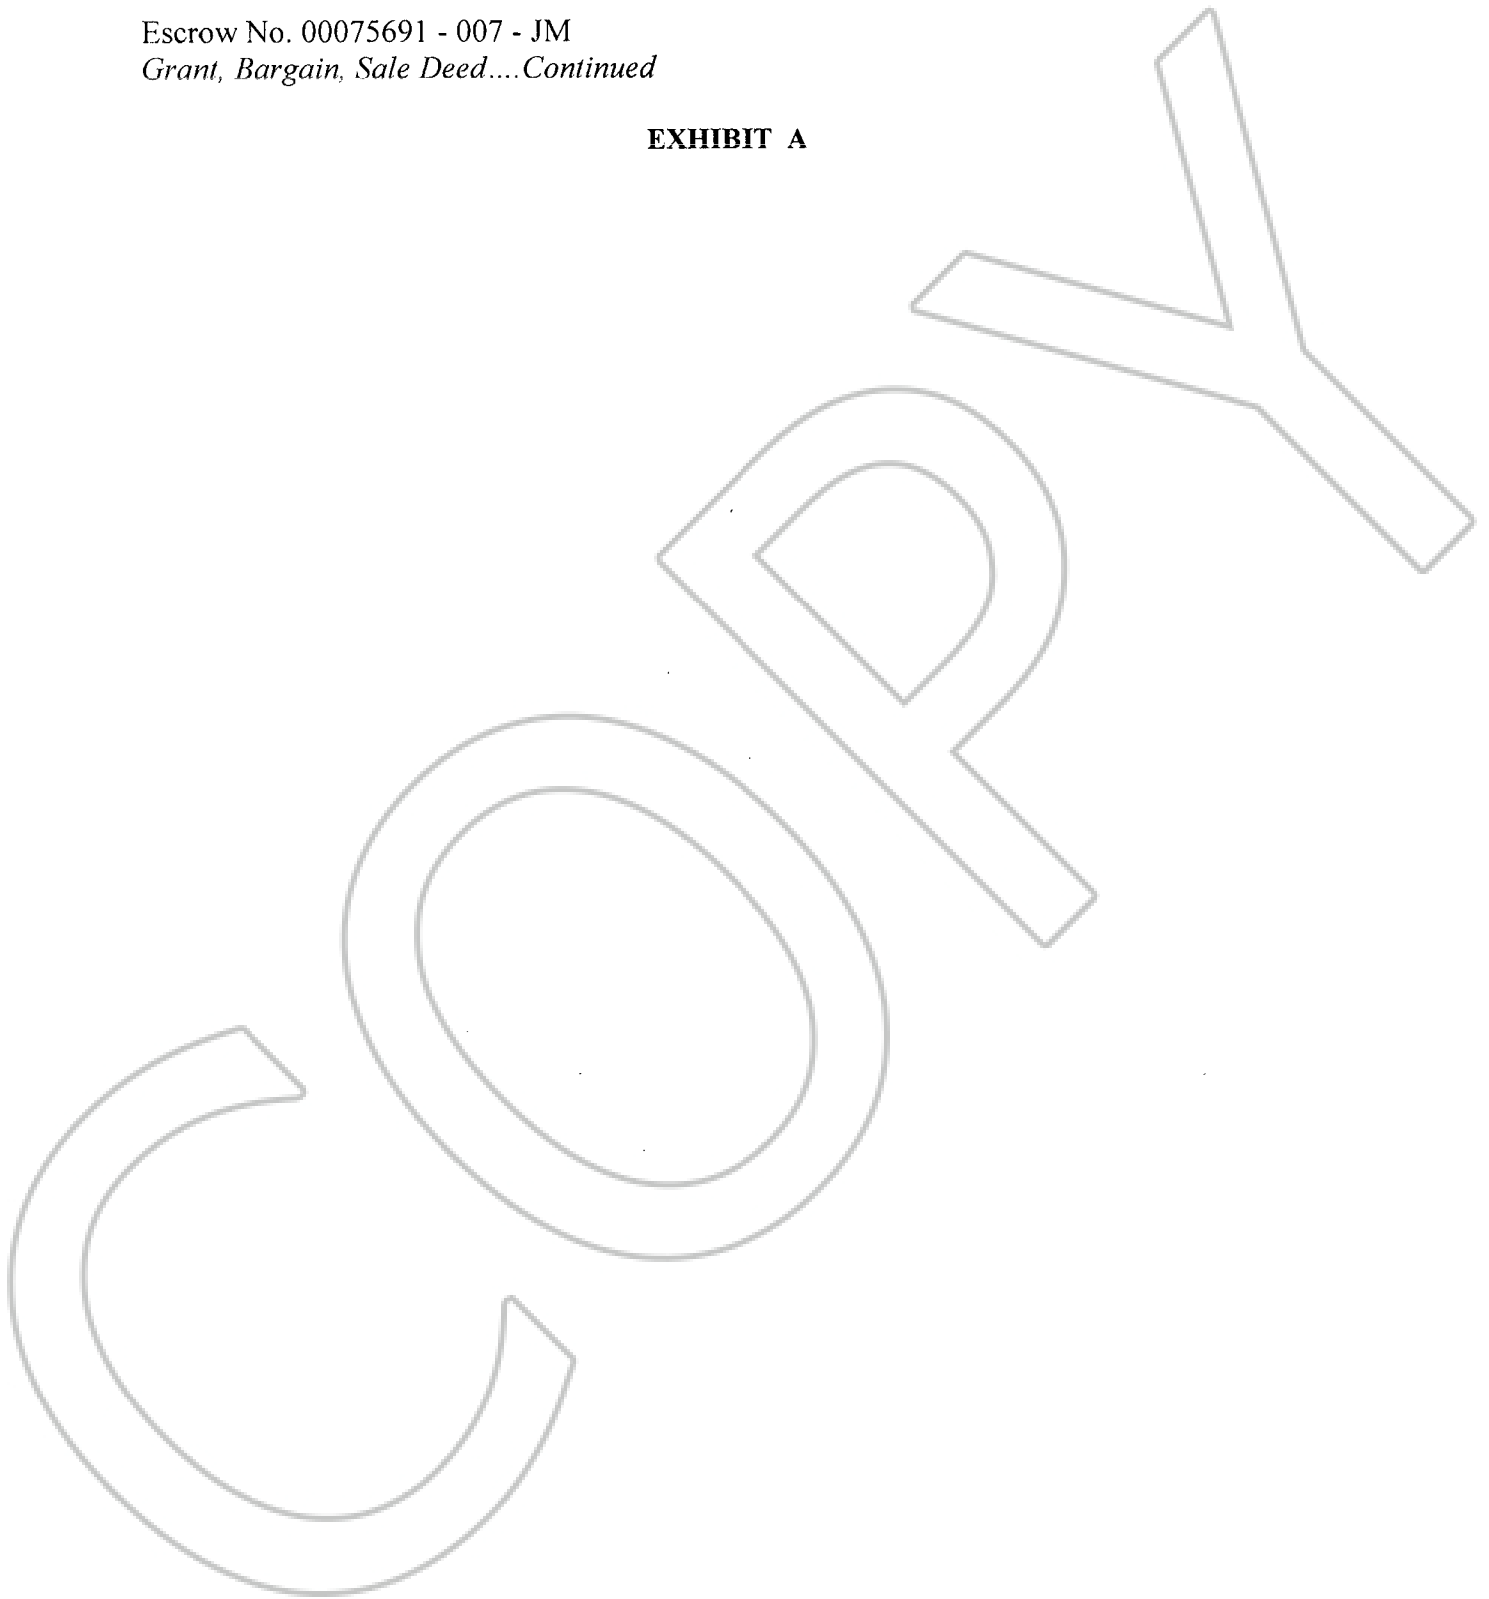 Escrow No. 00075691 - 007 - JM
Grant, Bargain, Sale Deed....Continued
EXHIBIT A
COPY